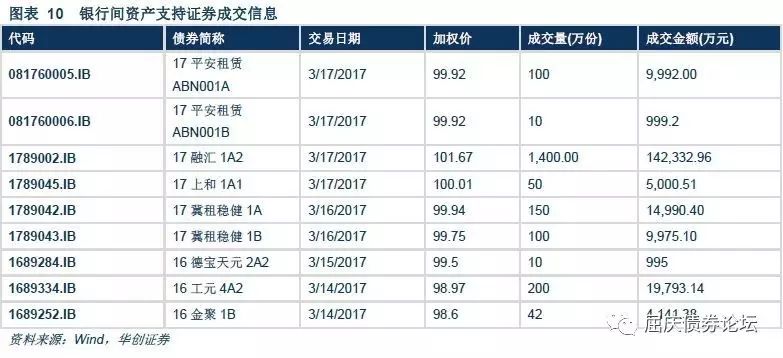 图表 10 银行间资产支持证券成交信息
代码 债券简称 交易日期 加权价 成交量(万份) 成交金额(万元)
081760005.IB 17 平安租赁 ABN001A 3/17/2017 99.92 100 9,992.00
081760006.IB 17 平安租赁 ABN001B 3/17/2017 99.92 10 999.2
1789002.IB 17 融汇 1A2 3/17/2017 101.67 1,400.00 142,332.96
1789045.IB 17 上和 1A1 3/17/2017 100.01 50 5,000.51
1789042.IB 17 冀租稳健 1A 3/16/2017 99.94 150 14,990.40
1789043.IB 17 冀租稳健 1B 3/16/2017 99.75 100 9,975.10
1689284.IB 16 德宝天元 2A2 3/15/2017 99.5 10 995
1689334.IB 16 工元 4A2 3/14/2017 98.97 200 19,793.14
1689252.IB 16 金聚 1B 3/14/2017 98.6 42 4,141.38
资料来源：Wind，华创证券
屈庆债券论坛